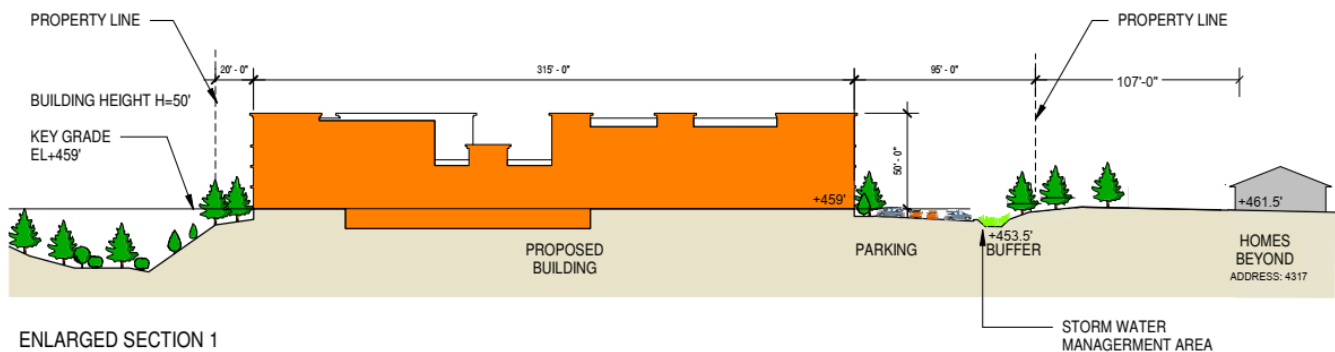 PROPERTY LINE
PROPERTY LINE
20'- 0"
315'- 0"
95'- 0"
107'-0"
BUILDING HEIGHT H=50'
KEY GRADE
EL+459'
50'- 0"
+459'
+461.5'
+453.5'
PROPOSED
BUILDING
PARKING
BUFFER
HOMES
BEYOND
ADDRESS: 4317
STORM WATER
MANAGERMENT AREA
ENLARGED SECTION 1